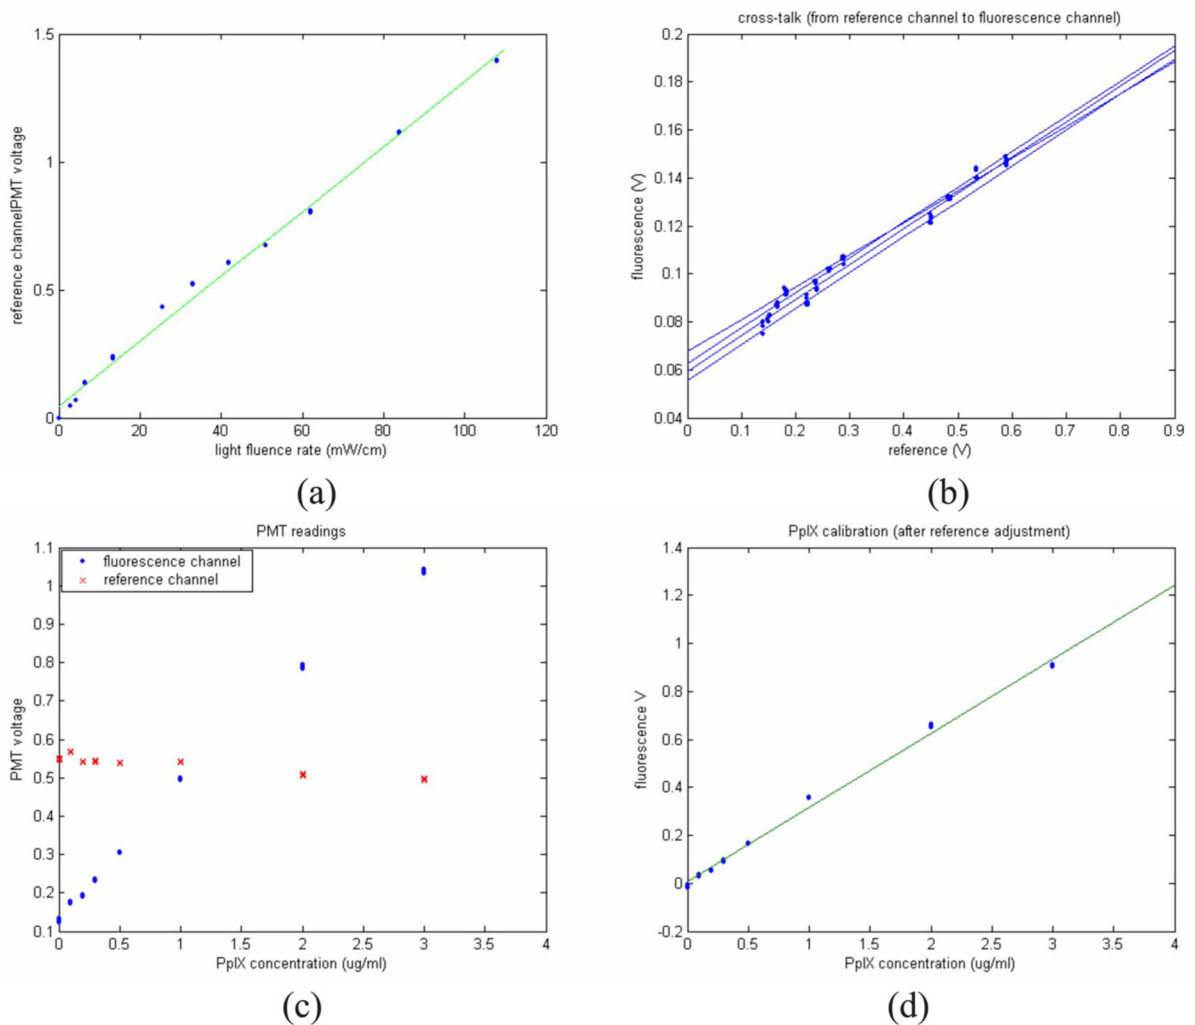 cross-talk (from reference channel to fluorescence channel)
1.5
1
0.5
0
reference channelPMT voltage
0 20 40 60 80 100 120
light fluence rate (mW/cm)
(a)
0.2
0.18
0.16
0.14
0.12
0.1
0.08
0.06
0.04
fluorescence (V)
0 0.1 0.2 0.3 0.4 0.5 0.6 0.7 0.8 0.9
reference (V)
(b)
PMT readings
1.1
1
0.9
0.8
0.7
0.6
0.5
0.4
0.3
0.2
0.1
PMT voltage
fluorescence channel
reference channel
0 0.5 1 1.5 2 2.5 3 3.5 4
PpIX concentration (ug/ml)
(c)
PpIX calibration (after reference adjustment)
1.4
1.2
1
0.8
0.6
0.4
0.2
0
-0.2
fluorescence V
0 0.5 1 1.5 2 2.5 3 3.5 4
PpIX concentration (ug/ml)
(d)